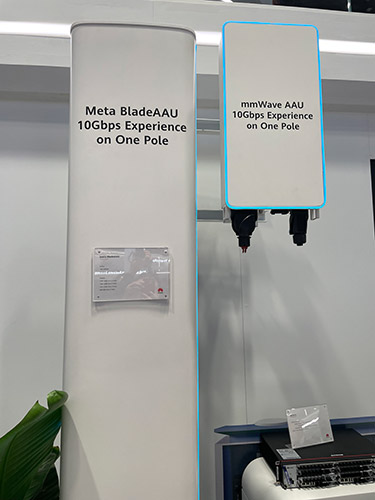 Meta BladeAAU
10Gbps Experience
on One Pole
mmWave AAU
10Gbps Experience
on One Pole